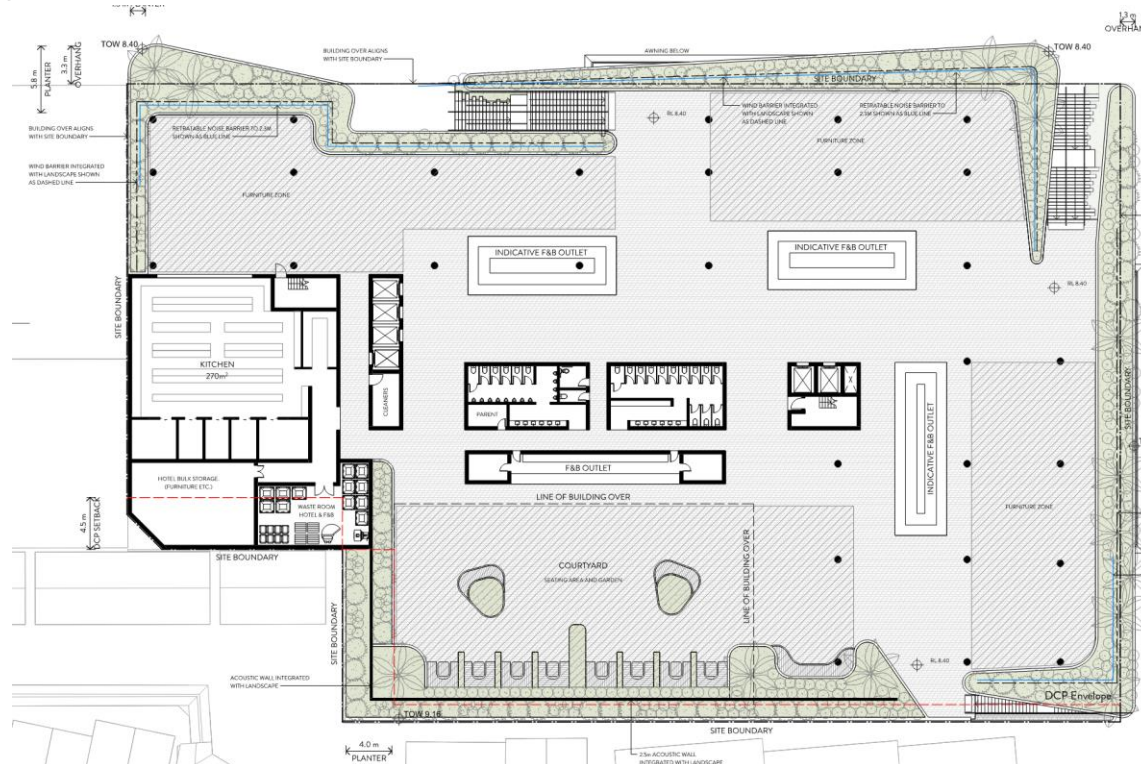 1.3 m
OVERHANG
TOW 8.40
BUILDING OVER ALIGNS
WITH SITE BOUNDARY
AWNING BELOW
TOW 8.40
5.8 m
PLANTER
3.3 m
OVERHANG
SITE BOUNDARY
BUILDING OVER ALIGNS
WITH SITE BOUNDARY
RETRATABLE NOISE BARRIER TO 2.3M
SHOWN AS BLUE LINE
WIND BARRIER INTEGRATED
WITH LANDSCAPE SHOWN
AS DASHED LINE
RL 8.40
WIND BARRIER INTEGRATED
WITH LANDSCAPE SHOWN
AS DASHED LINE
RETRATABLE NOISE BARRIER TO
2.3M SHOWN AS BLUE LINE
FURNITURE ZONE
FURNITURE ZONE
INDICATIVE F&B OUTLET
INDICATIVE F&B OUTLET
RL 8.40
SITE BOUNDARY
KITCHEN
270m²
CLEANERS
PARENT
SITE BOUNDARY
INDICATIVE F&B OUTLET
F&B OUTLET
HOTEL BULK STORAGE.
(FURNITURE ETC.)
WASTE ROOM
HOTEL & F&B
LINE OF BUILDING OVER
FURNITURE ZONE
4.5 m
DCP SETBACK
SITE BOUNDARY
COURTYARD
SEATING AREA AND GARDEN
LINE OF BUILDING OVER
SITE BOUNDARY
RL 8.40
ACOUSTIC WALL INTEGRATED
WITH LANDSCAPE
DCP Envelope
TOW 9.16
SITE BOUNDARY
4.0 m
PLANTER
2.5m ACOUSTIC WALL
INTEGRATED WITH LANDSCAPE